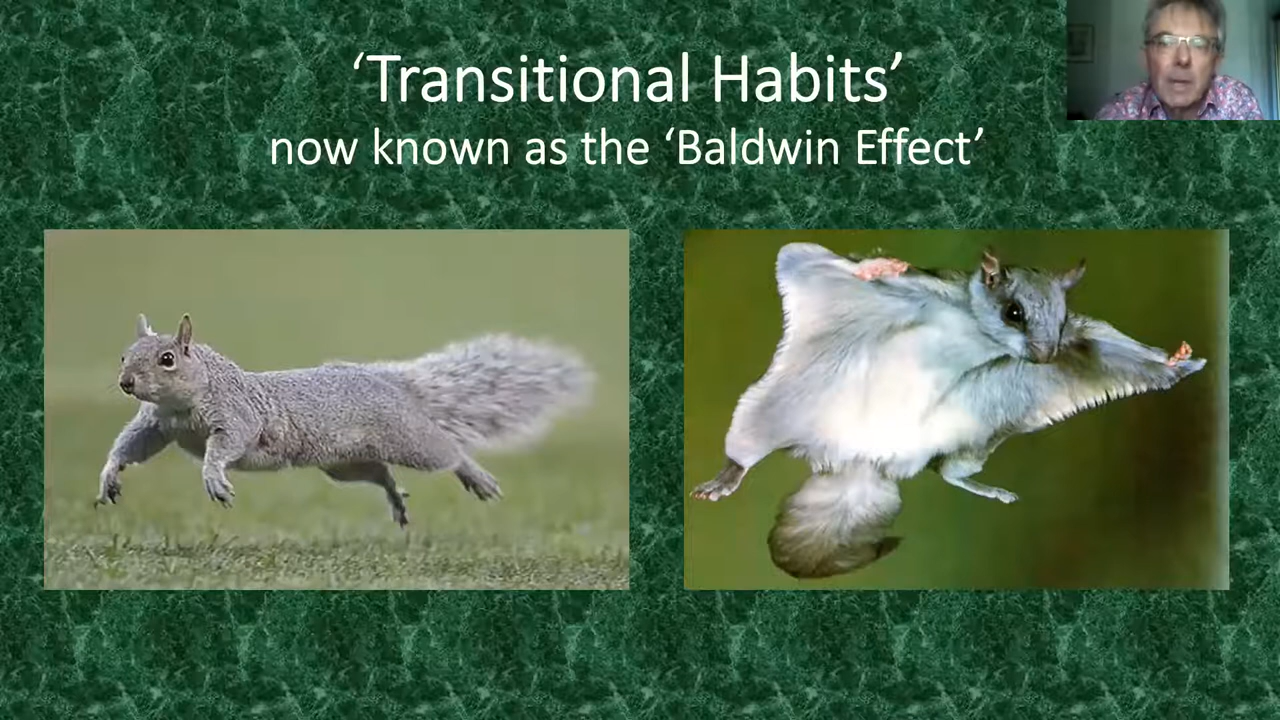 ‘Transitional Habits’
now known as the ‘Baldwin Effect’